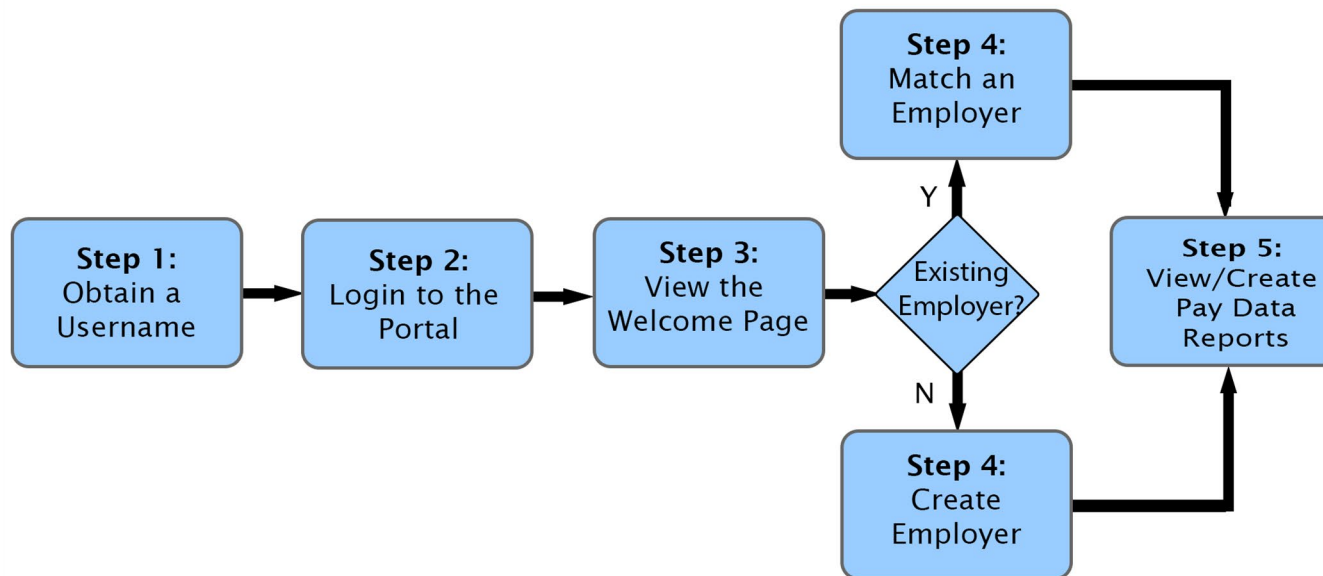 Step 1:
Obtain a
Username
Step 2:
Login to the
Portal
Step 3:
View the
Welcome Page
Existing
Employer?
Y
Step 4:
Match an
Employer
N
Step 4:
Create
Employer
Step 5:
View/Create
Pay Data
Reports